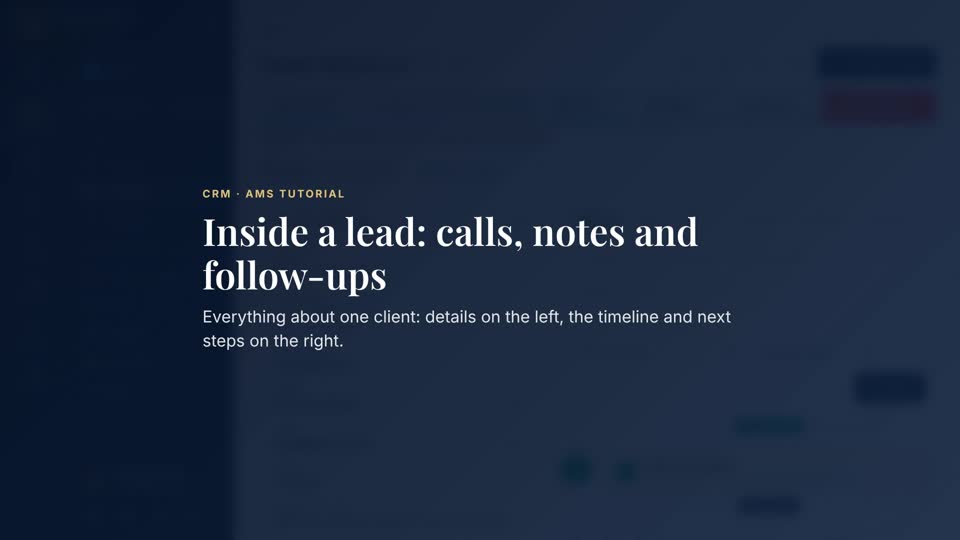 CRM · AMS TUTORIAL
Inside a lead: calls, notes and
follow-ups
Everything about one client: details on the left, the timeline and next
steps on the right.